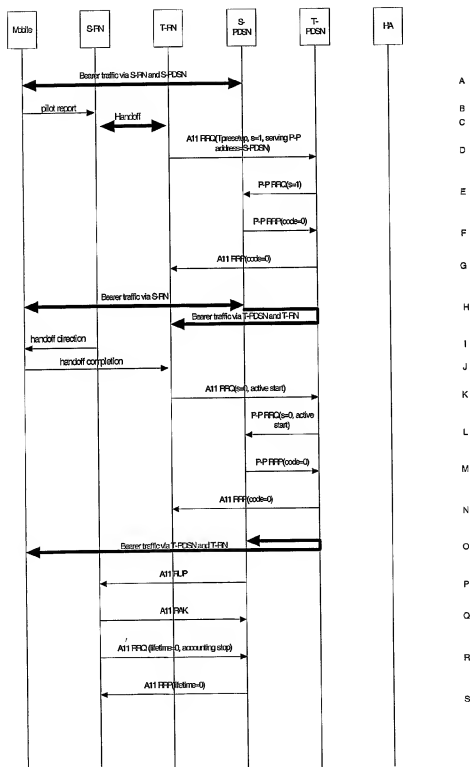 Mobile
S-RN
T-RN
S-
PDSN
T-
PDSN
HA
Bearer traffic via S-RN and S-PDSN
A
pilot report
B
Handoff
C
A11 RRQ(Tpresetup, s=1, serving P-P
address=S-PDSN)
D
P-P RRQ(s=1)
E
P-P RRP(code=0)
F
A11 RRP(code=0)
G
Bearer traffic via S-RN
H
Bearer traffic via T-PDSN and T-RN
handoff direction
I
handoff completion
J
A11 RRQ(s=0, active start)
K
P-P RRQ(s=0, active
start)
L
P-P RRP(code=0)
M
A11 RRP(code=0)
N
Bearer traffic via T-PDSN and T-RN
O
A11 RUP
P
A11 RAK
Q
A11 RRQ (lifetime=0, accounting stop)
R
A11 RRP(lifetime=0)
S